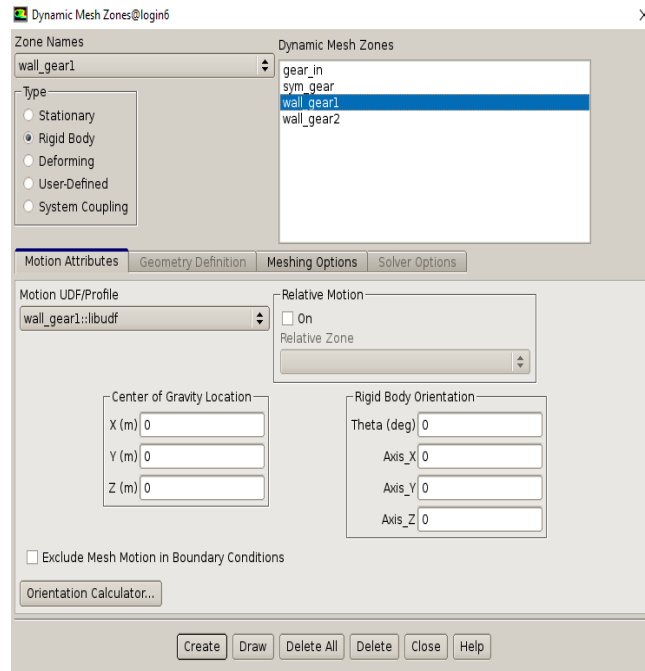 Dynamic Mesh Zones@login6
Zone Names
wall_gear1
Type
Stationary
Rigid Body
Deforming
User-Defined
System Coupling
Dynamic Mesh Zones
gear_in
sym_gear
wall_gear1
wall_gear2
Motion Attributes Geometry Definition Meshing Options Solver Options
Motion UDF/Profile
wall_gear1::libudf
Relative Motion
On
Relative Zone
Center of Gravity Location
X (m) 0
Y (m) 0
Z (m) 0
Rigid Body Orientation
Theta (deg) 0
Axis_X 0
Axis_Y 0
Axis_Z 0
Exclude Mesh Motion in Boundary Conditions
Orientation Calculator...
Create Draw Delete All Delete Close Help